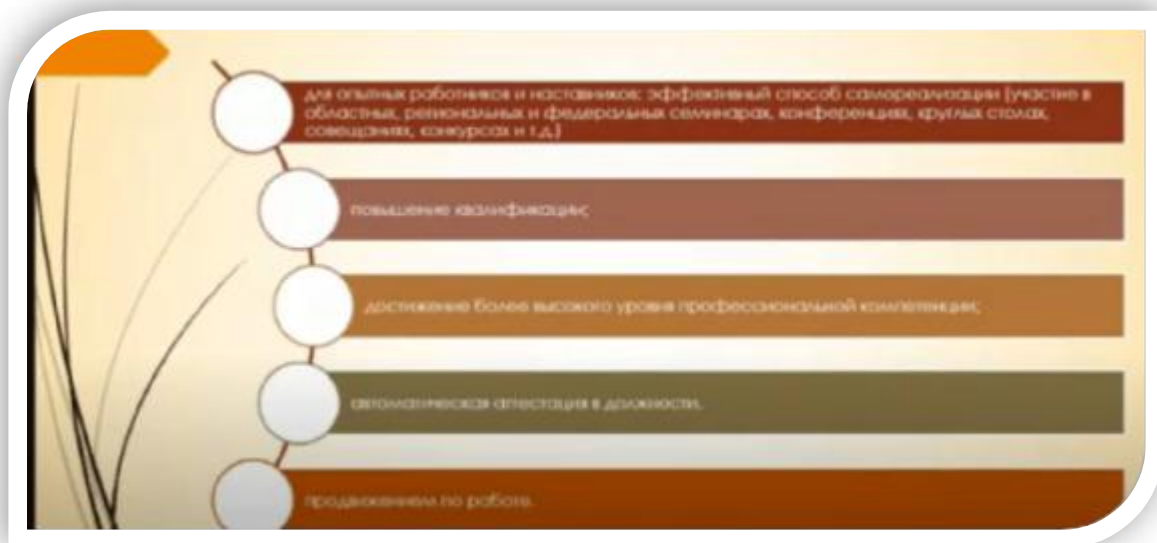 для опытных работников и наставников: эффективный способ самореализации (участие в
областных, региональных и федеральных семинарах, конференциях, круглых столах,
совещаниях, конкурсах и т.д.)
повышение квалификации;
достижение более высокого уровня профессиональной компетенции;
автоматическая аттестация в должности.
продвижением по работе.